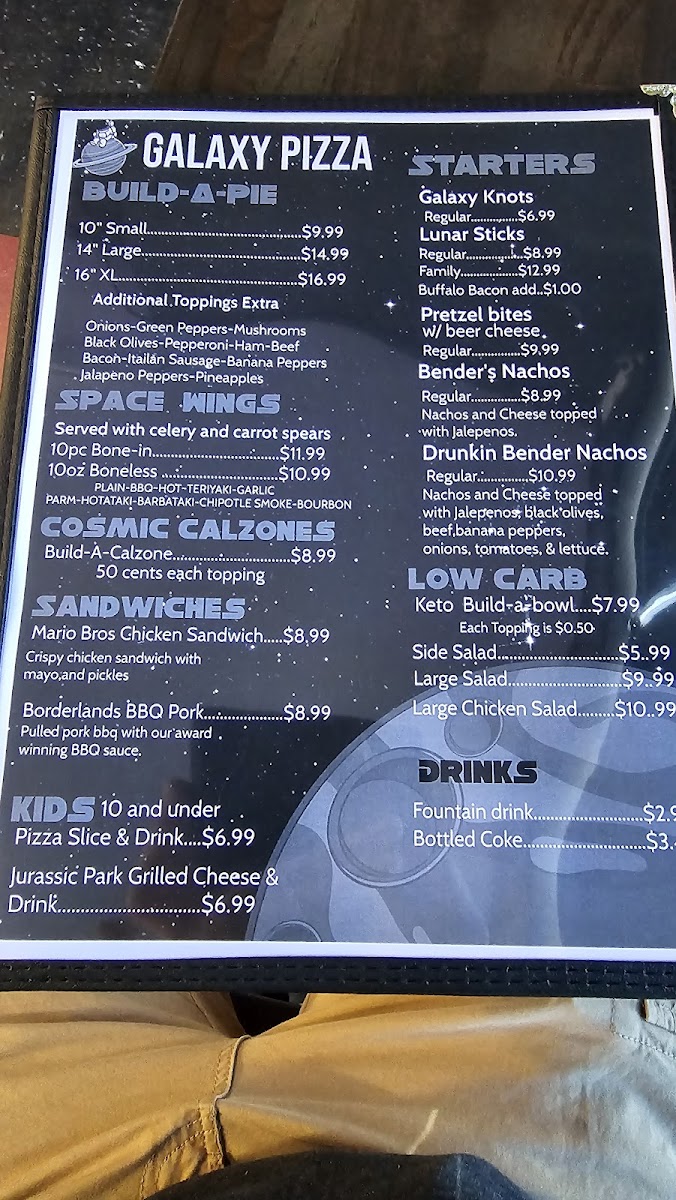 GALAXY PIZZA
BUILD-A-PIE
10" Small......................................$9.99
14" Large.......................................$14.99
16" XL.............................................$16.99
Additional Toppings Extra
Onions-Green Peppers-Mushrooms
Black Olives-Pepperoni-Ham-Beef
Bacon-Itailan Sausage-Banana Peppers
Jalapeno Peppers-Pineapples
SPACE WINGS
Served with celery and carrot spears
10pc Bone-in...........................$11.99
10oz Boneless .........................$10.99
PLAIN-BBQ-HOT-TERIYAKI-GARLIC
PARM-HOTATAKI-BARBATAKI-CHIPOTLE SMOKE-BOURBON
COSMIC CALZONES
Build-A-Calzone.........................$8.99
50 cents each topping
SANDWICHES
Mario Bros Chicken Sandwich.....$8.99
Crispy chicken sandwich with
mayo,and pickles
Borderlands BBQ Pork.................$8.99
Pulled pork bbq with our award
winning BBQ sauce.
KIDS 10 and under
Pizza Slice & Drink....$6.99
Jurassic Park Grilled Cheese &
Drink..............................$6.99
STARTERS
Galaxy Knots
Regular..............$6.99
Lunar Sticks
Regular.................$8.99
Family.................$12.99
Buffalo Bacon add..$1.00
Pretzel bites
w/ beer cheese
Regular..............$9.99
Bender's Nachos
Regular..............$8.99
Nachos and Cheese topped
with Jalepenos.
Drunkin Bender Nachos
Regular..............$10.99
Nachos and Cheese topped
with Jalepenos, black olives,
beef,banana peppers,
onions, tomatoes, & lettuce.
LOW CARB
Keto Build-a-bowl....$7.99
Each Topping is $0.50
Side Salad..........................$5.99
Large Salad........................$9..99
Large Chicken Salad.........$10..99
DRINKS
Fountain drink........................$2.9
Bottled Coke...........................$3.